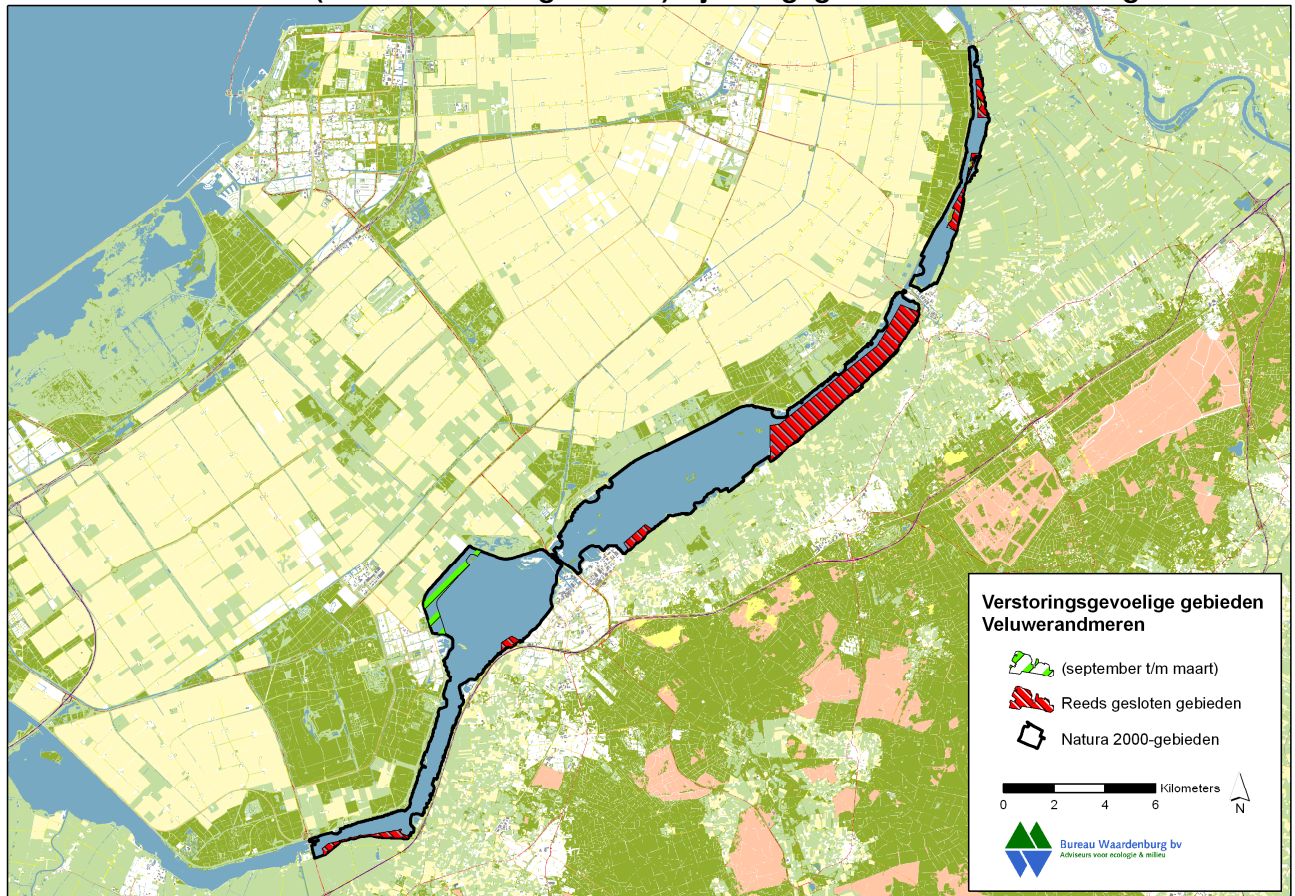 Verstoringsgevoelige gebieden
Veluwerandmeren
(september t/m maart)
Reeds gesloten gebieden
Natura 2000-gebieden
Kilometers
0 2 4 6
N
Bureau Waardenburg bv
Adviseurs voor ecologie & milieu